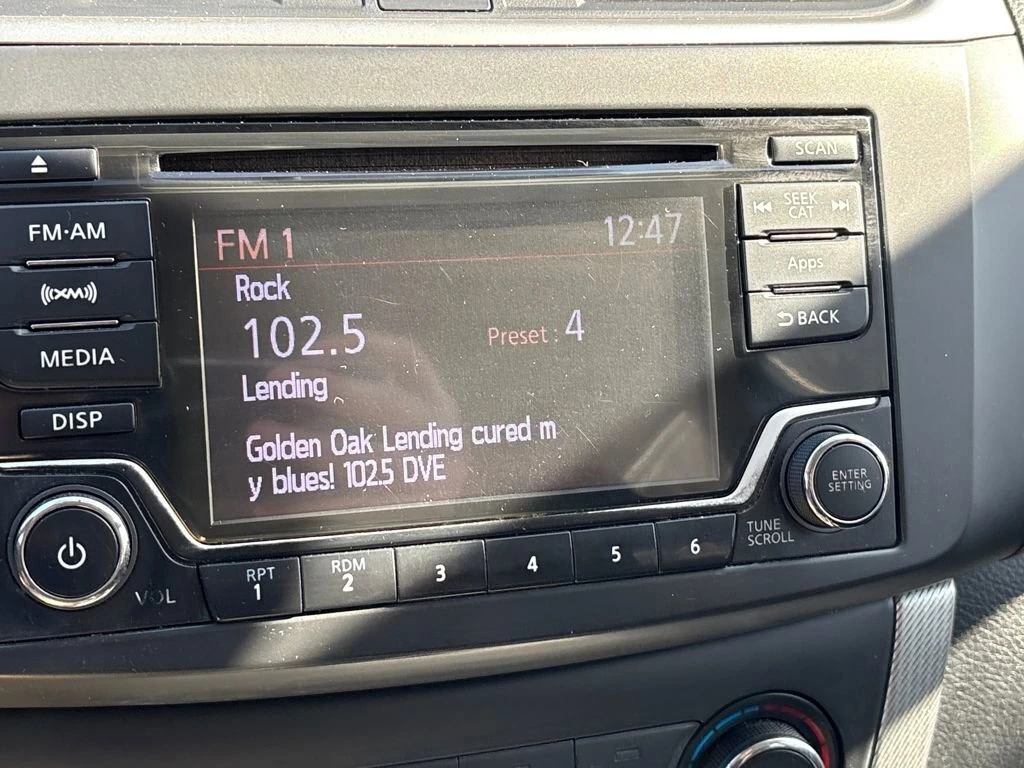 SCAN
FM·AM
SEEK
CAT
FM 1 12:47
Rock
Apps
((XM))
102.5 Preset : 4
BACK
MEDIA
Lending
DISP
Golden Oak Lending cured m
y blues! 102.5 DVE
ENTER
SETTING
TUNE
SCROLL
VOL
RPT
1
RDM
2
3
4
5
6